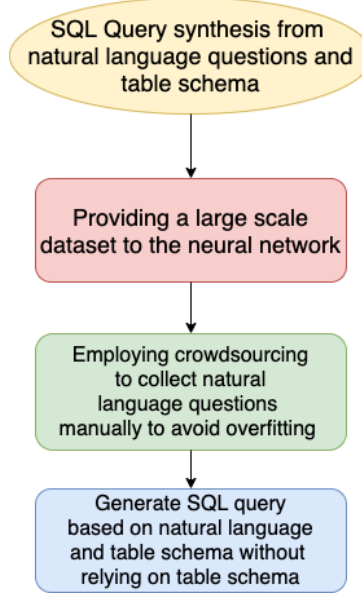 SQL Query synthesis from
natural language questions and
table schema
Providing a large scale
dataset to the neural network
Employing crowdsourcing
to collect natural
language questions
manually to avoid overfitting
Generate SQL query
based on natural language
and table schema without
relying on table schema